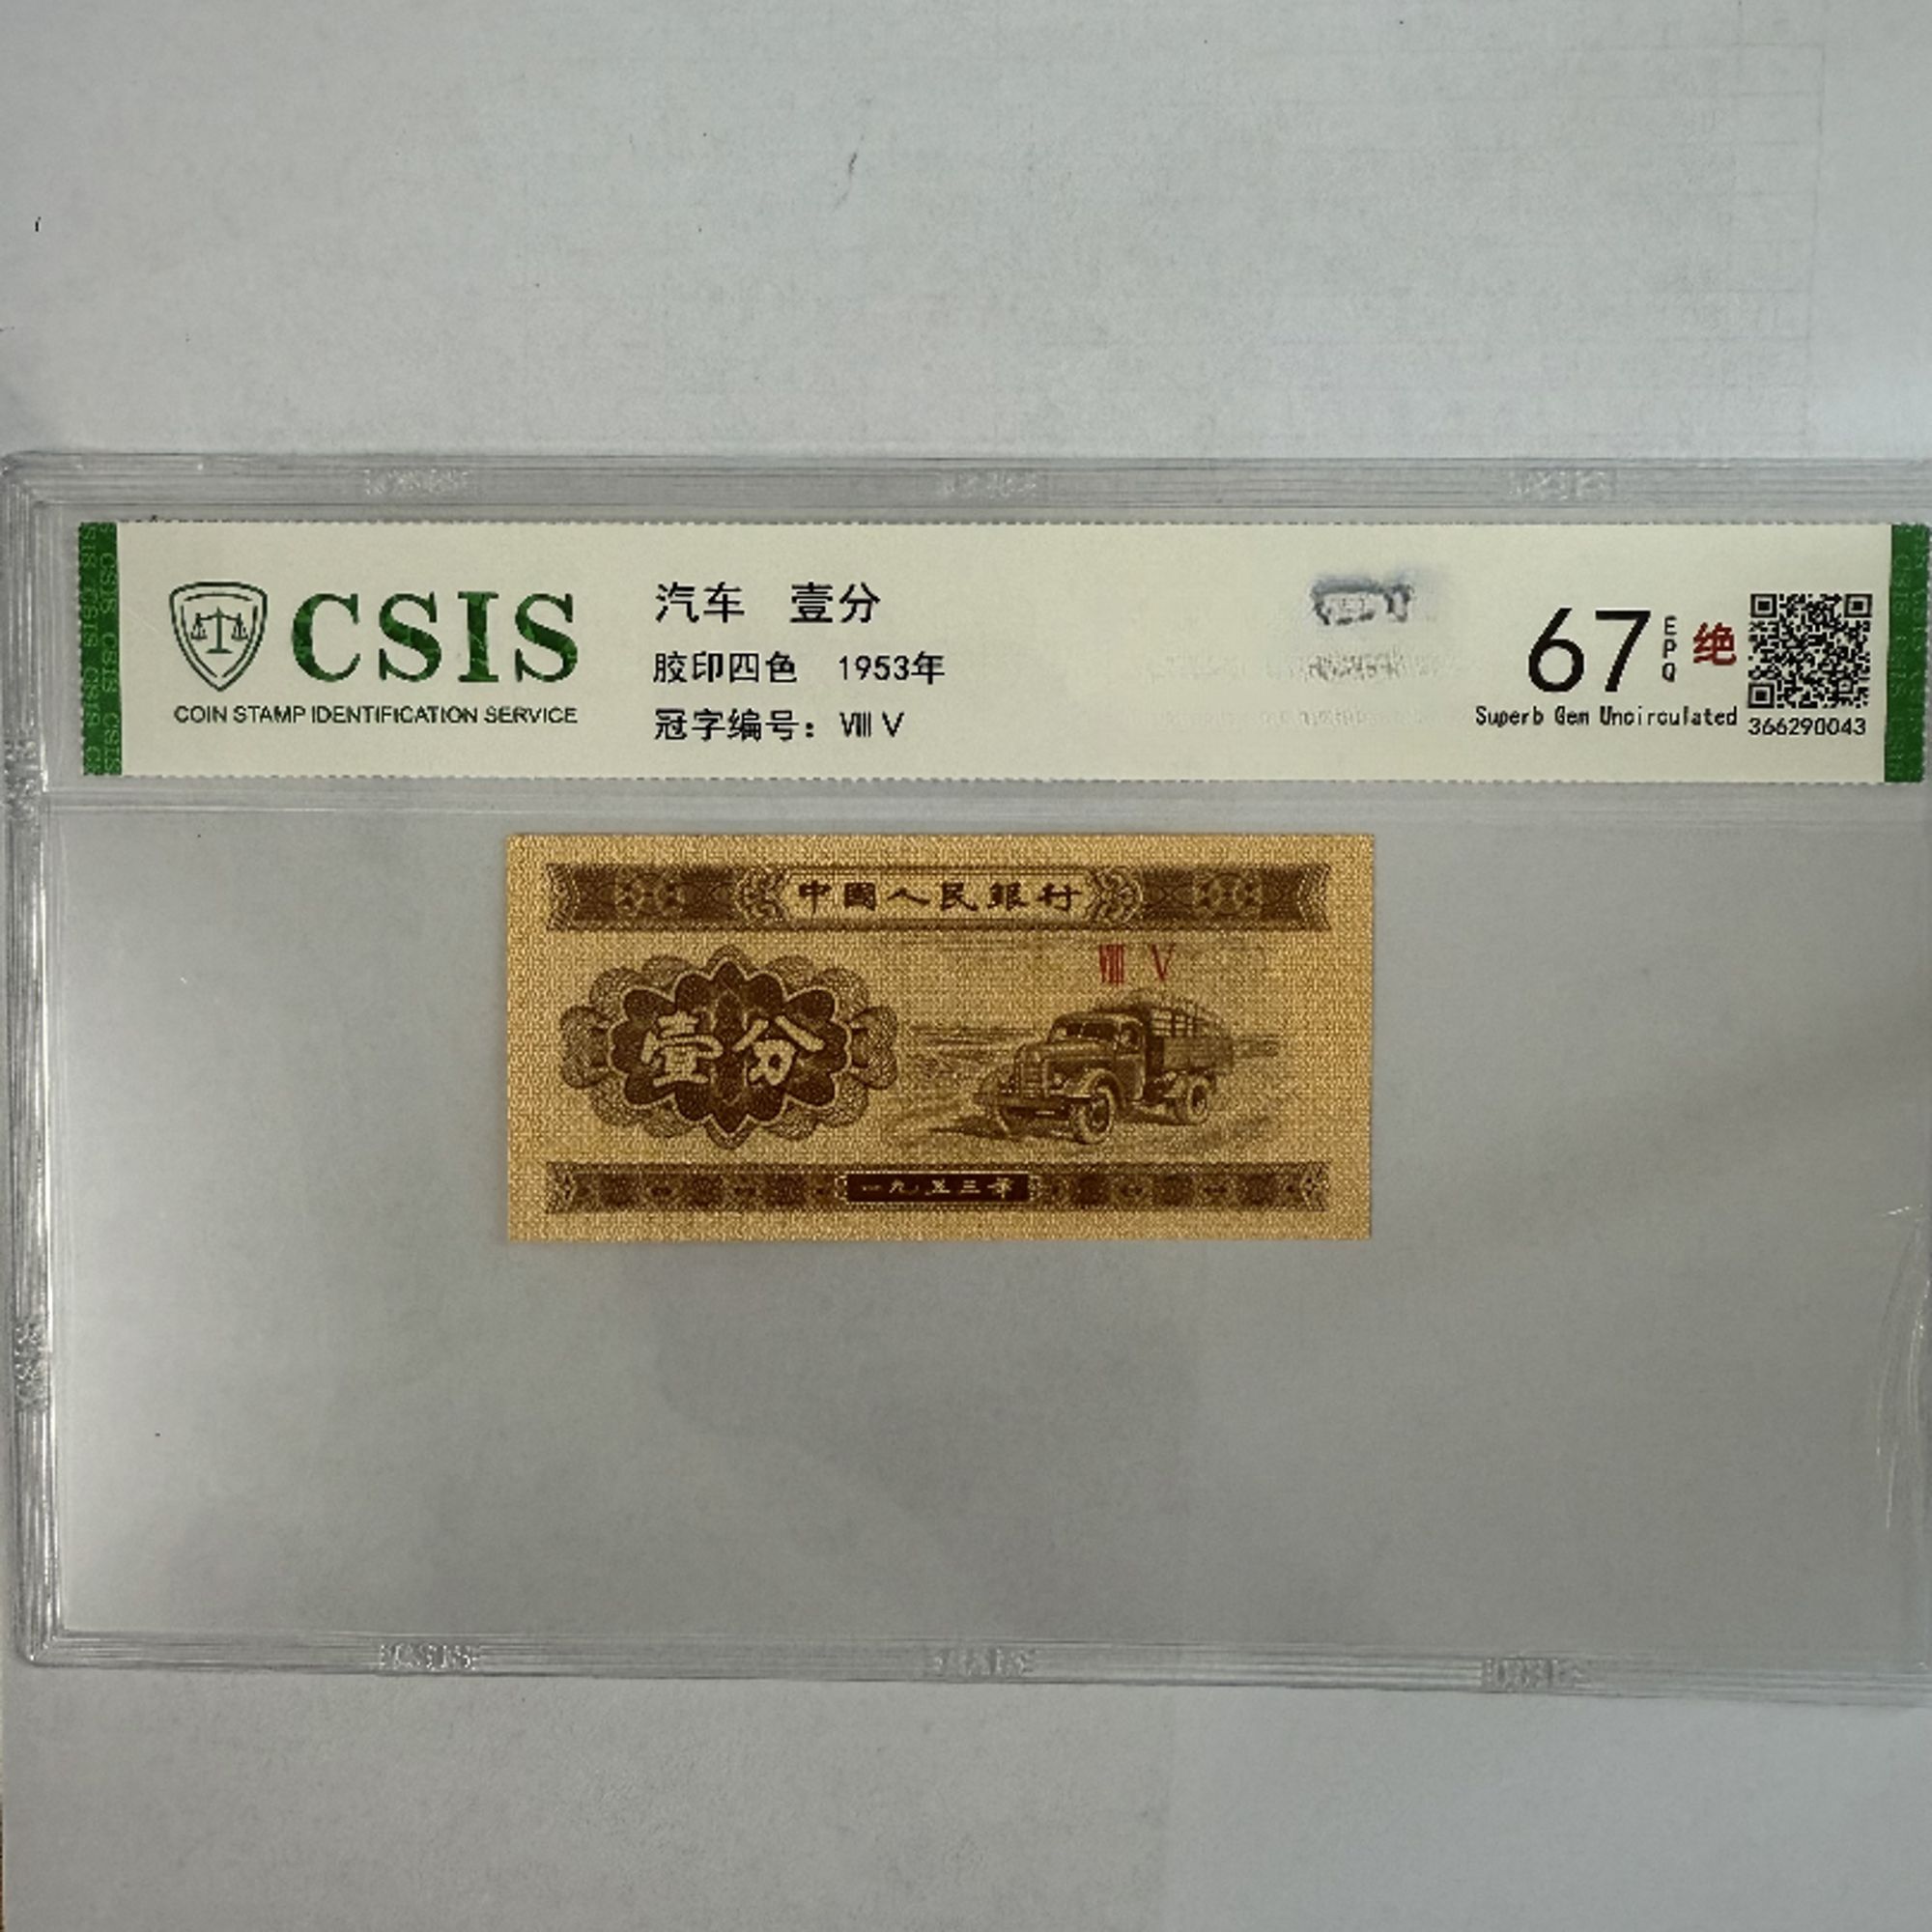 CSIS
COIN STAMP IDENTIFICATION SERVICE
汽车 壹分
胶印四色 1953年
冠字编号: Ⅷ Ⅴ
67
EPQ
绝
Superb Gem Uncirculated
366290043
中國人民銀行
Ⅷ Ⅴ
壹分
一九五三年